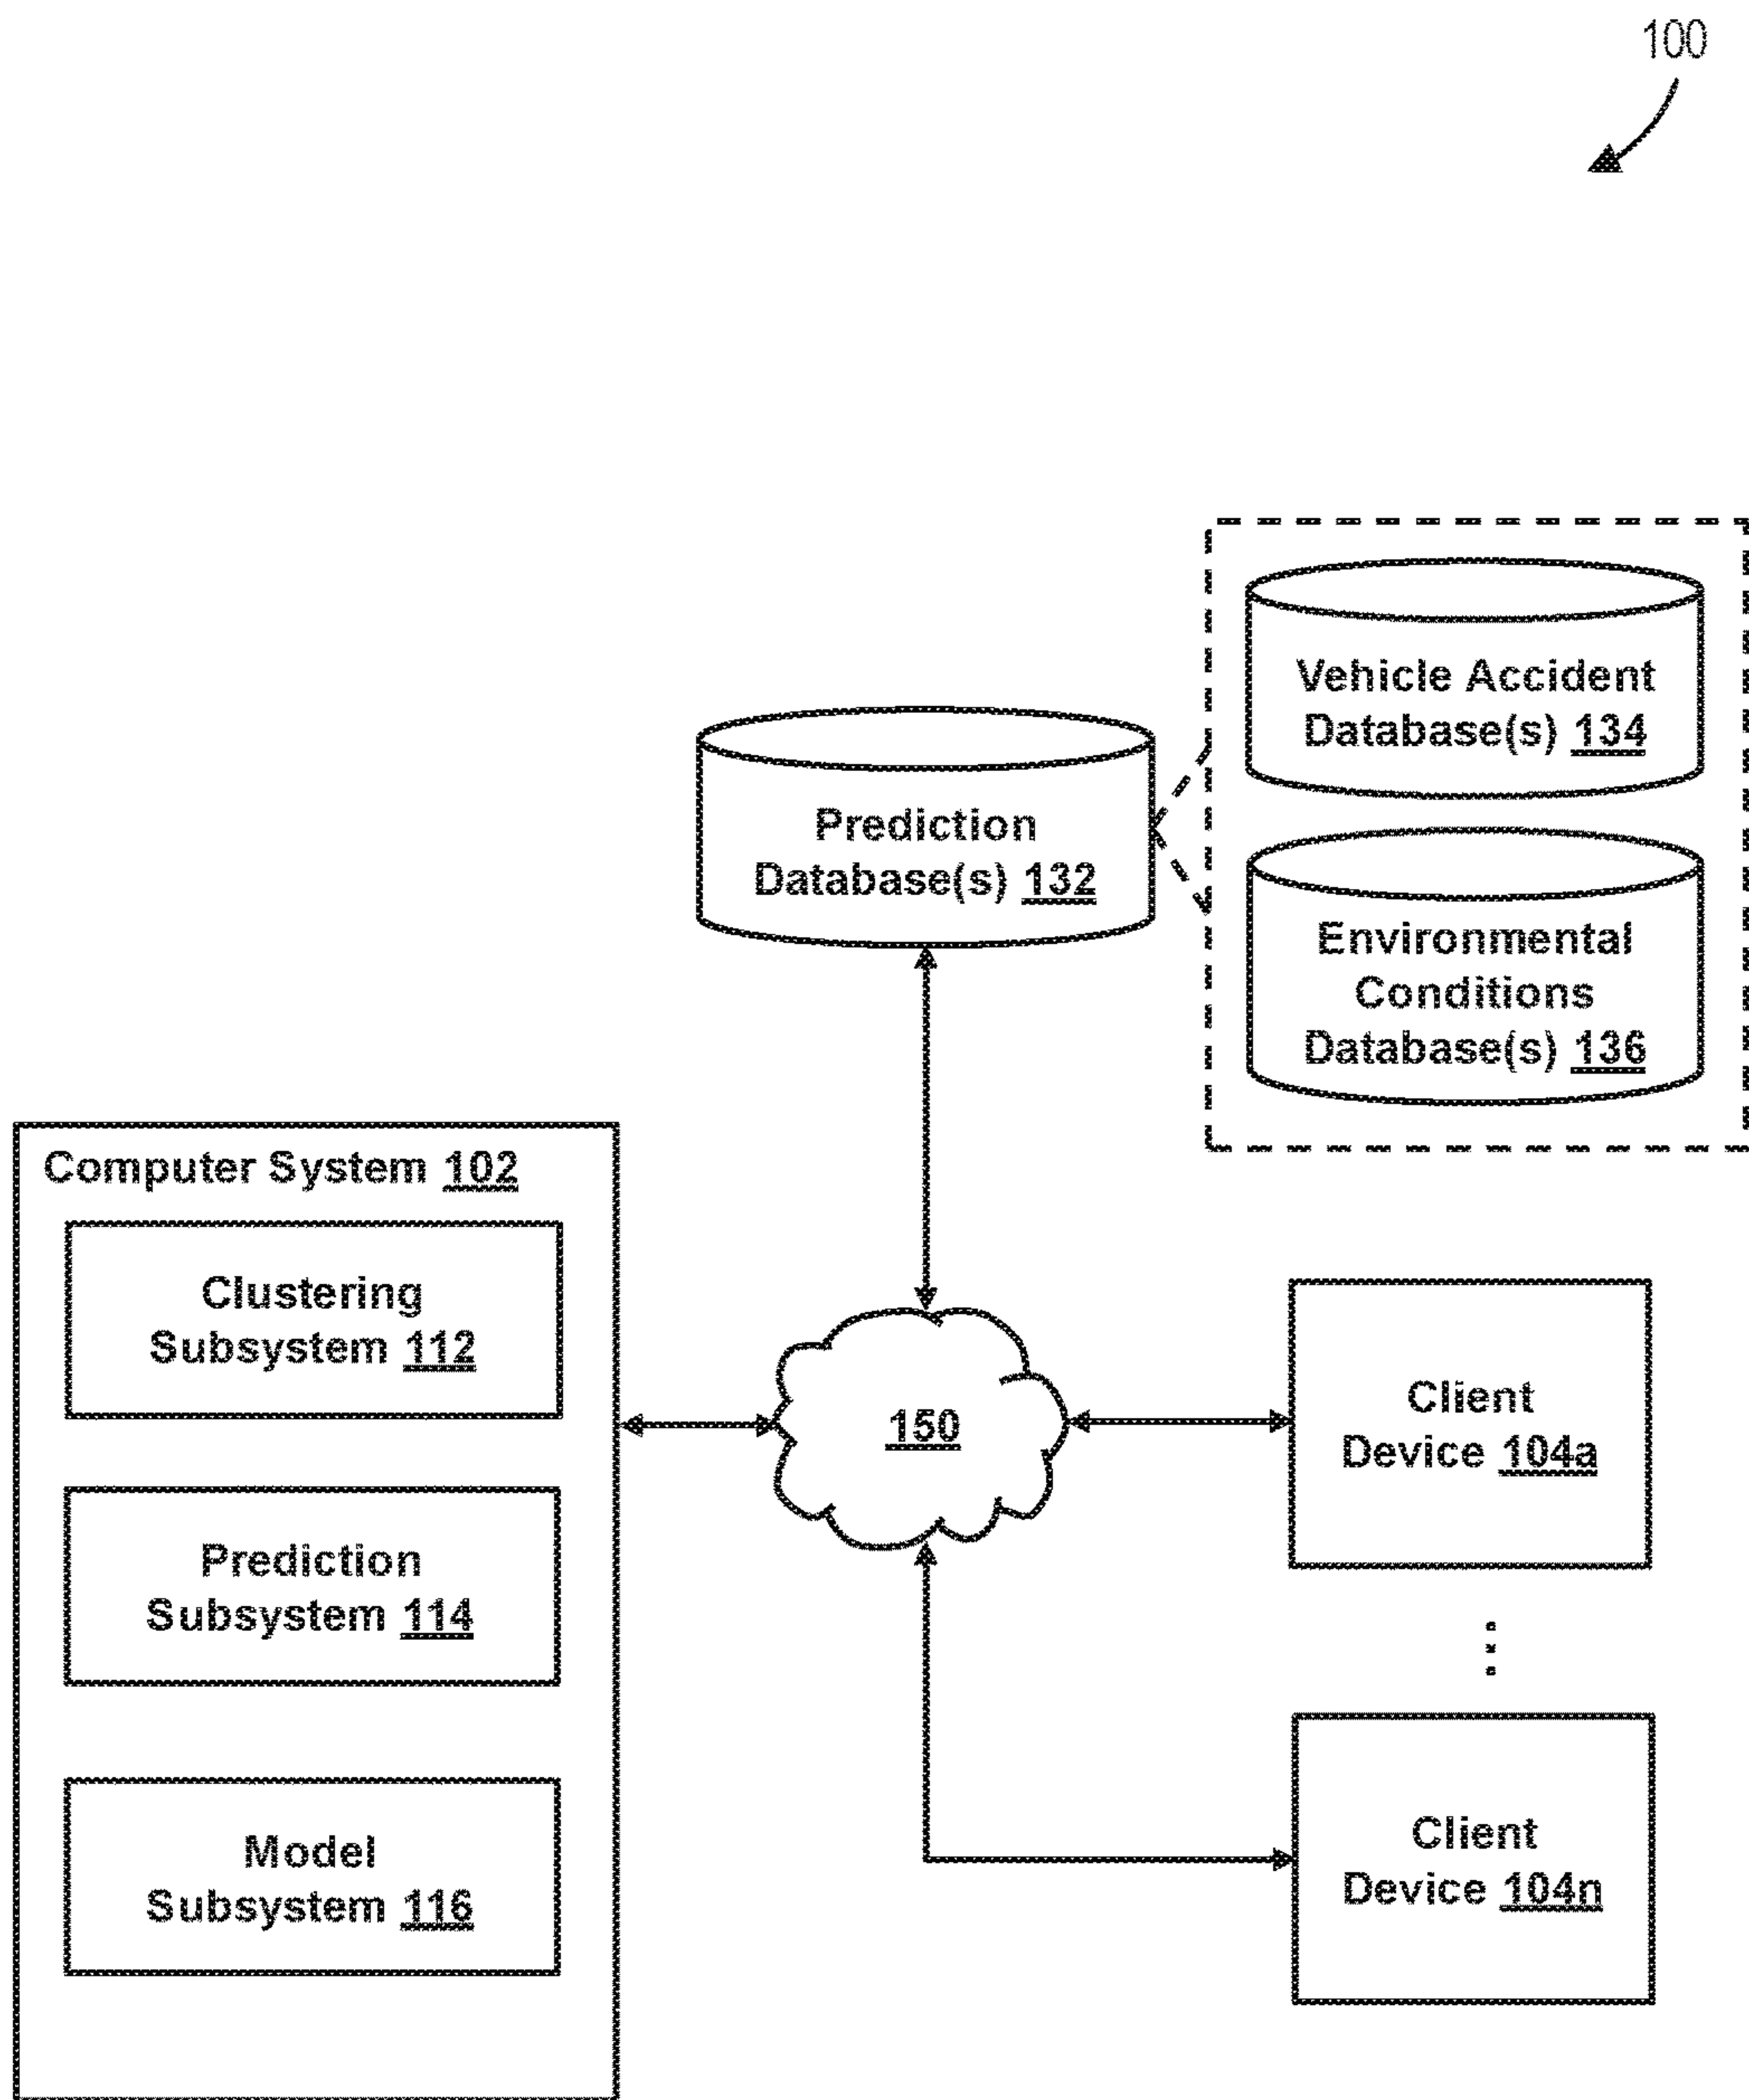 100
Vehicle Accident
Database(s) 134
Prediction
Database(s) 132
Environmental
Conditions
Database(s) 136
Computer System 102
Clustering
Subsystem 112
Prediction
Subsystem 114
Model
Subsystem 116
150
Client
Device 104a
Client
Device 104n